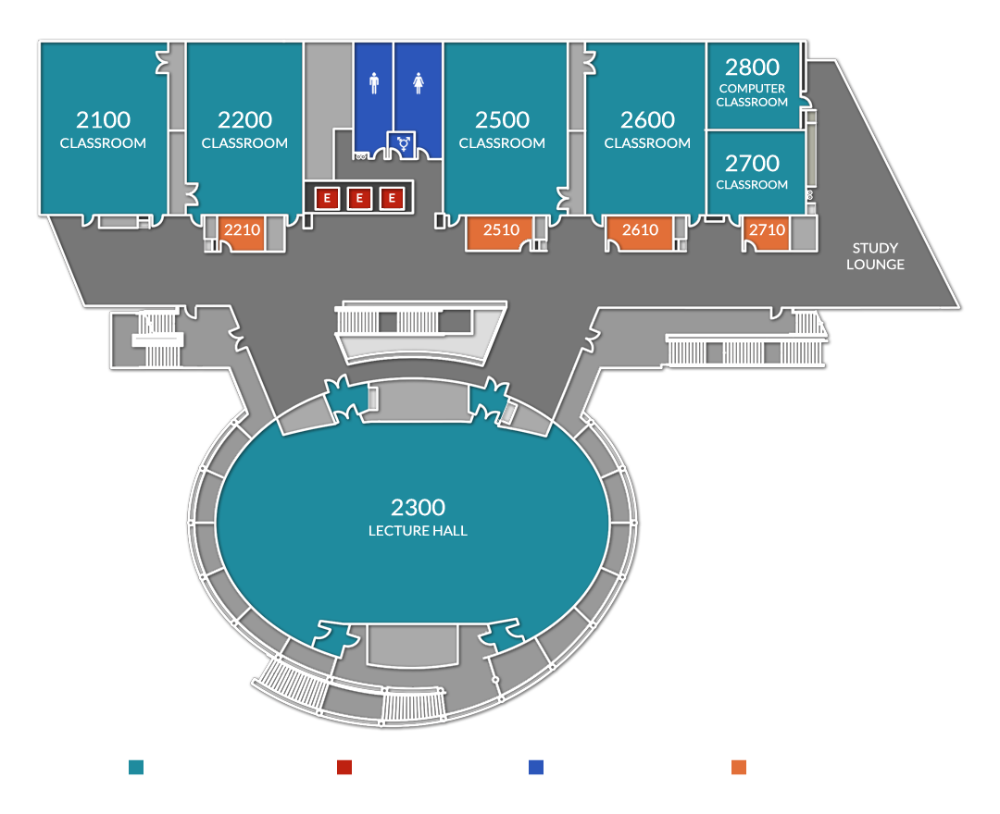 2100
CLASSROOM
2200
CLASSROOM
2500
CLASSROOM
2600
CLASSROOM
2800
COMPUTER
CLASSROOM
2700
CLASSROOM
E E E
2210
2510
2610
2710
STUDY
LOUNGE
2300
LECTURE HALL